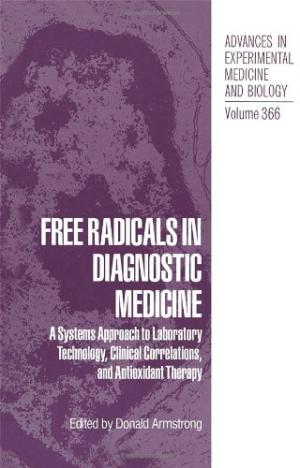 ADVANCES IN
EXPERIMENTAL
MEDICINE
AND BIOLOGY
Volume 366
FREE RADICALS IN
DIAGNOSTIC
MEDICINE
A Systems Approach to Laboratory
Technology, Clinical Correlations,
and Antioxidant Therapy
Edited by Donald Armstrong